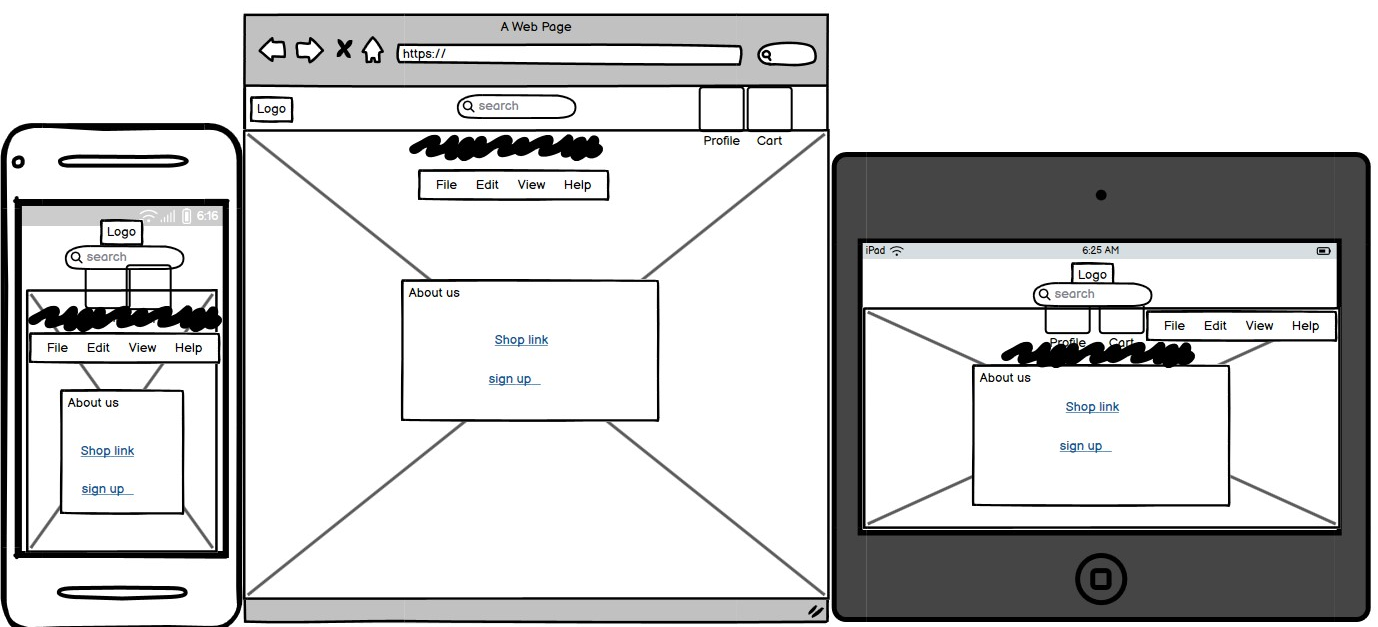 6:16
Logo
search
File Edit View Help
About us
Shop link
sign up
A Web Page
https://
Logo
search
Profile Cart
File Edit View Help
About us
Shop link
sign up
iPad 6:25 AM
Logo
search
File Edit View Help
Profile Cart
About us
Shop link
sign up